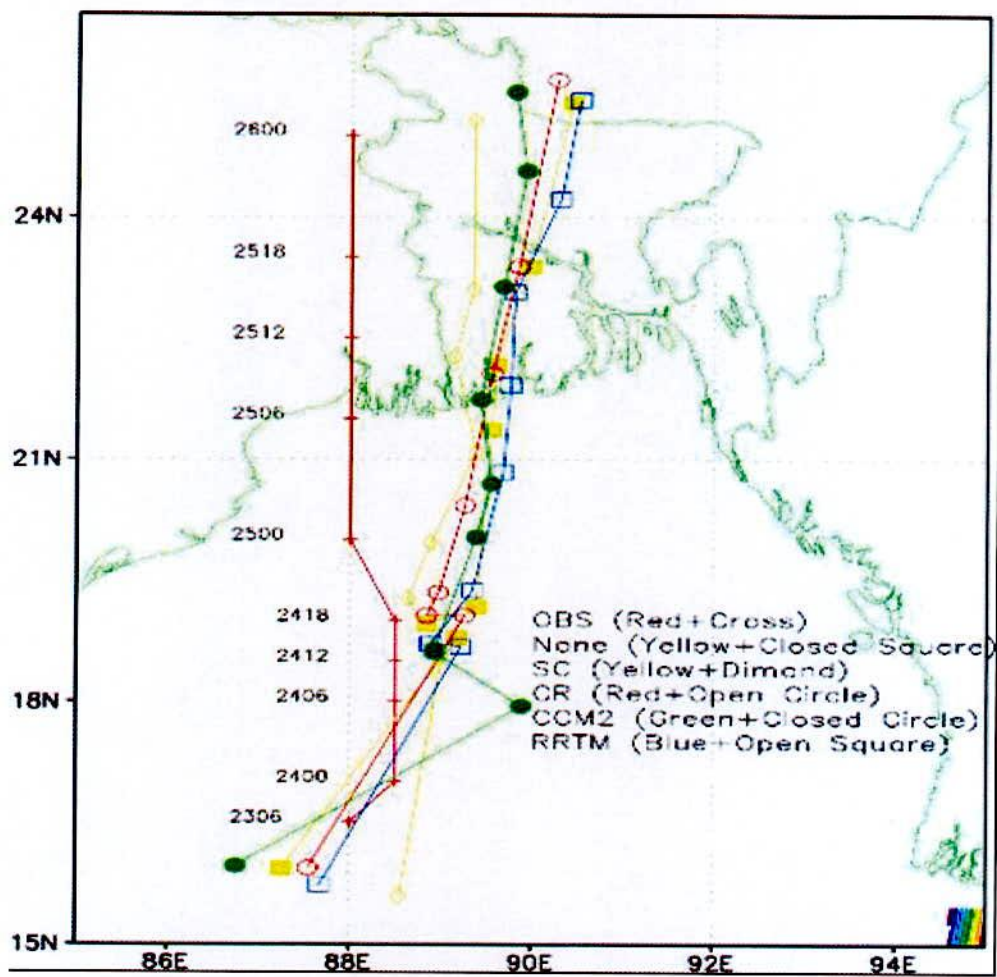 2600
24N
2518
2512
2506
21N
2500
2418
OBS (Red+Cross)
None (Yellow+Closed Square)
2412
SC (Yellow+Dimand)
2406
CR (Red+Open Circle)
18N
CCM2 (Green+Closed Circle)
RRTM (Blue+Open Square)
2400
2306
15N
86E 88E 90E 92E 94E